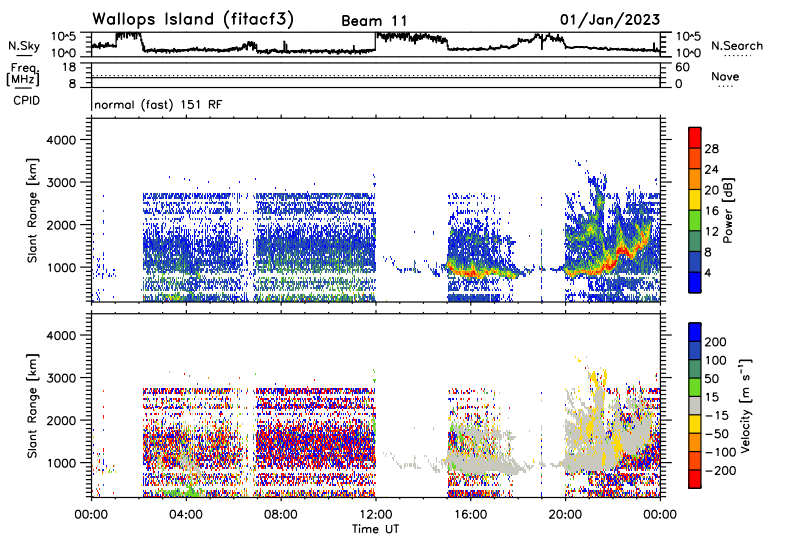 Wallops Island (fitacf3) Beam 11 01/Jan/2023
N.Sky 10+5 10+0 10+5 10+0 N.Search
Freq. [MHz] 18 8 60 0 Nave
CPID normal (fast) 151 RF
Slant Range [km] 4000 3000 2000 1000
28 24 20 16 12 8 4 Power [dB]
Slant Range [km] 4000 3000 2000 1000
200 100 50 15 −15 −50 −100 −200 Velocity [m s⁻¹]
00:00 04:00 08:00 12:00 16:00 20:00 00:00
Time UT